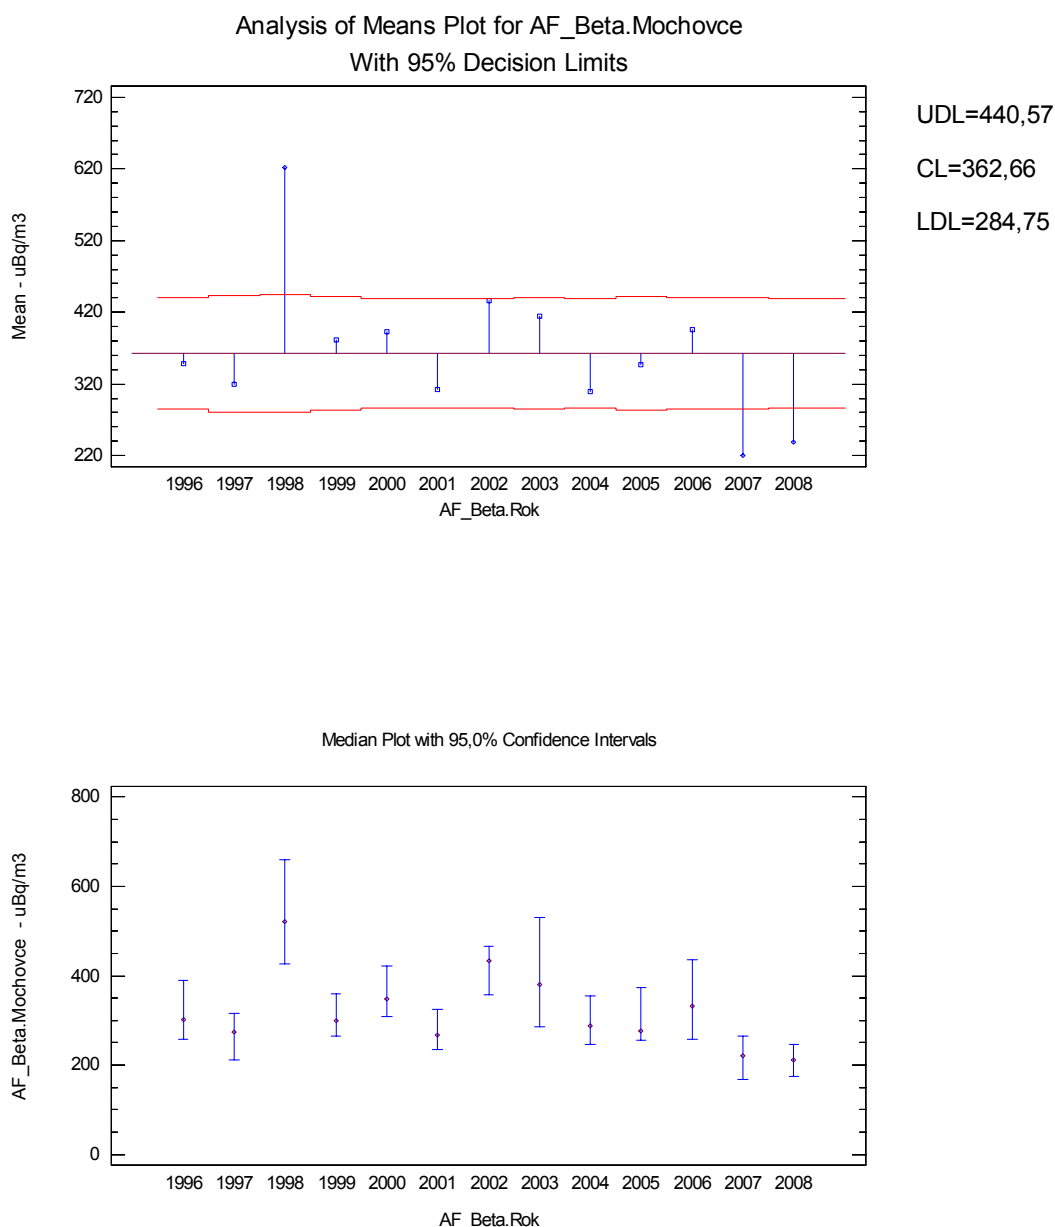 Analysis of Means Plot for AF_Beta.Mochovce
With 95% Decision Limits
UDL=440,57
CL=362,66
LDL=284,75
Mean - uBq/m3
720
620
520
420
320
220
1996 1997 1998 1999 2000 2001 2002 2003 2004 2005 2006 2007 2008
AF_Beta.Rok
Median Plot with 95,0% Confidence Intervals
AF_Beta.Mochovce - uBq/m3
800
600
400
200
0
1996 1997 1998 1999 2000 2001 2002 2003 2004 2005 2006 2007 2008
AF_Beta.Rok